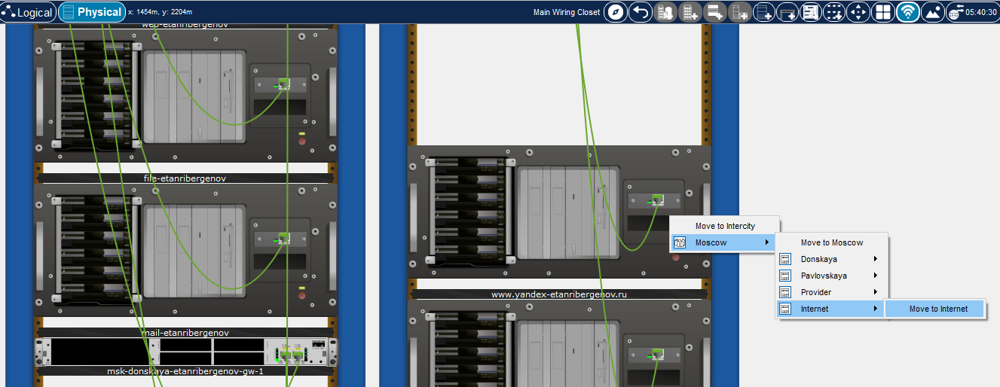 Logical
Physical
x: 1454m, y: 2204m
Main Wiring Closet
05:40:30
web-etanribergenov
file-etanribergenov
mail-etanribergenov
msk-donskaya-etanribergenov-gw-1
www.yandex-etanribergenov.ru
Move to Intercity
Moscow
Move to Moscow
Donskaya
Pavlovskaya
Provider
Internet
Move to Internet